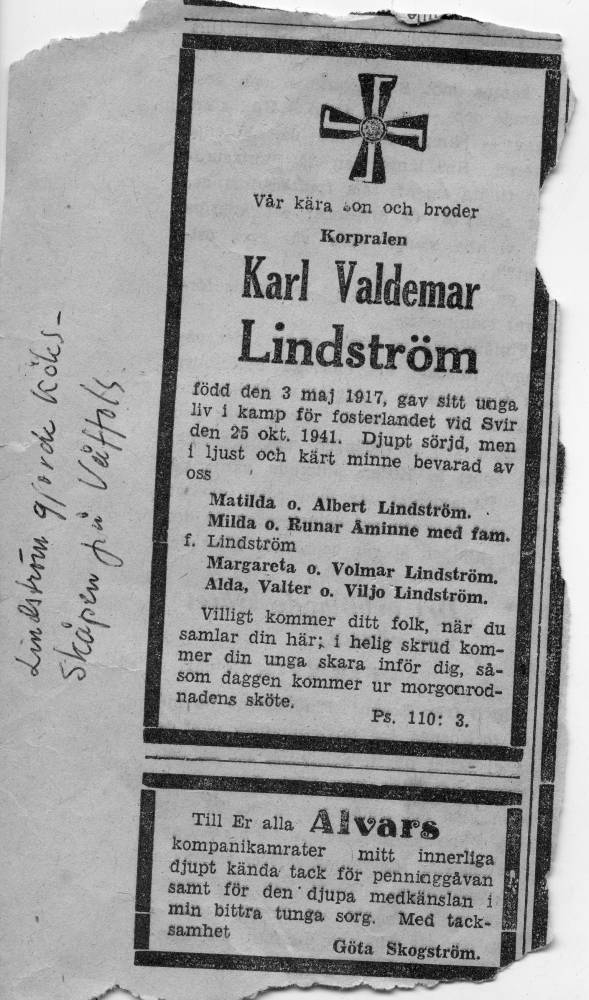 Vår kära son och broder
Korpralen
Karl Valdemar
Lindström
född den 3 maj 1917, gav sitt unga
liv i kamp för fosterlandet vid Svir
den 25 okt. 1941. Djupt sörjd, men
i ljust och kärt minne bevarad av
oss
Matilda o. Albert Lindström.
Milda o. Runar Åminne med fam.
f. Lindström
Margareta o. Volmar Lindström.
Alda, Valter o. Viljo Lindström.
Villigt kommer ditt folk, när du
samlar din här; i helig skrud kom-
mer din unga skara inför dig, så-
som daggen kommer ur morgonrod-
nadens sköte.
Ps. 110: 3.
Till Er alla Alvars
kompanikamrater mitt innerliga
djupt kända tack för penninggåvan
samt för den djupa medkänslan i
min bittra tunga sorg. Med tack-
samhet
Göta Skogström.
Lindström gjorde köks-
skåpen på